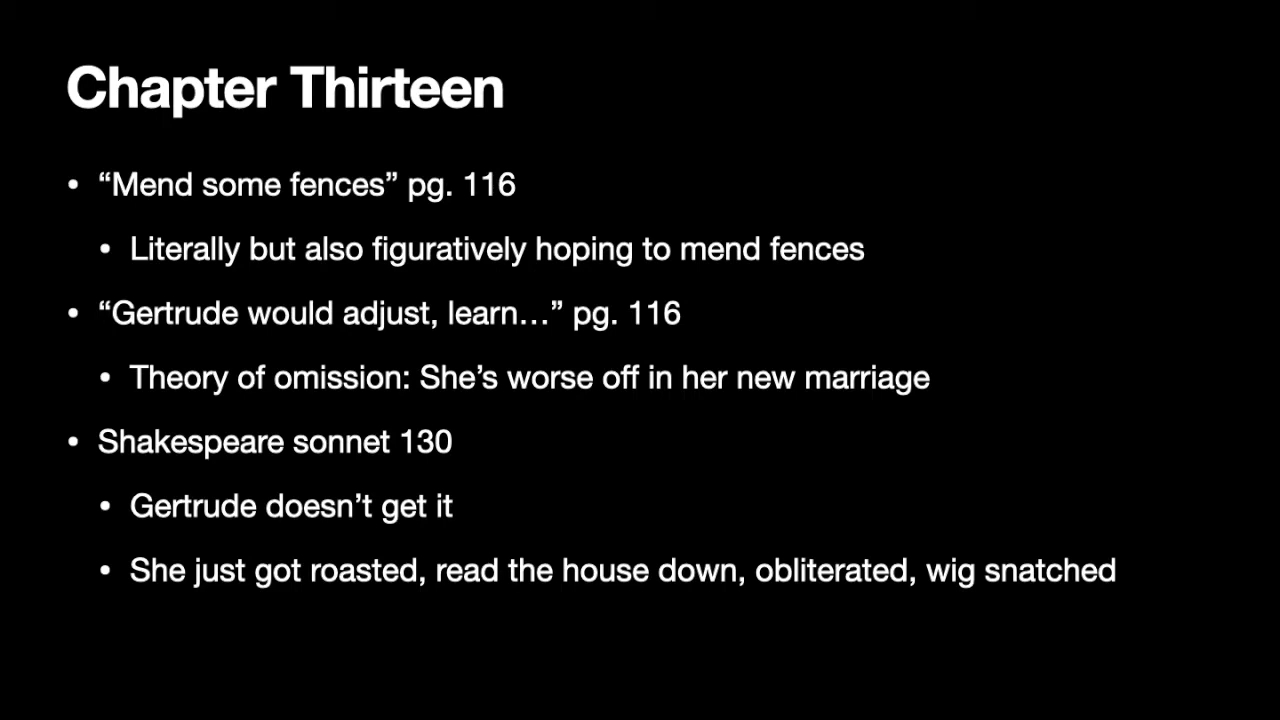 Chapter Thirteen
• “Mend some fences” pg. 116
• Literally but also figuratively hoping to mend fences
• “Gertrude would adjust, learn…” pg. 116
• Theory of omission: She’s worse off in her new marriage
• Shakespeare sonnet 130
• Gertrude doesn’t get it
• She just got roasted, read the house down, obliterated, wig snatched